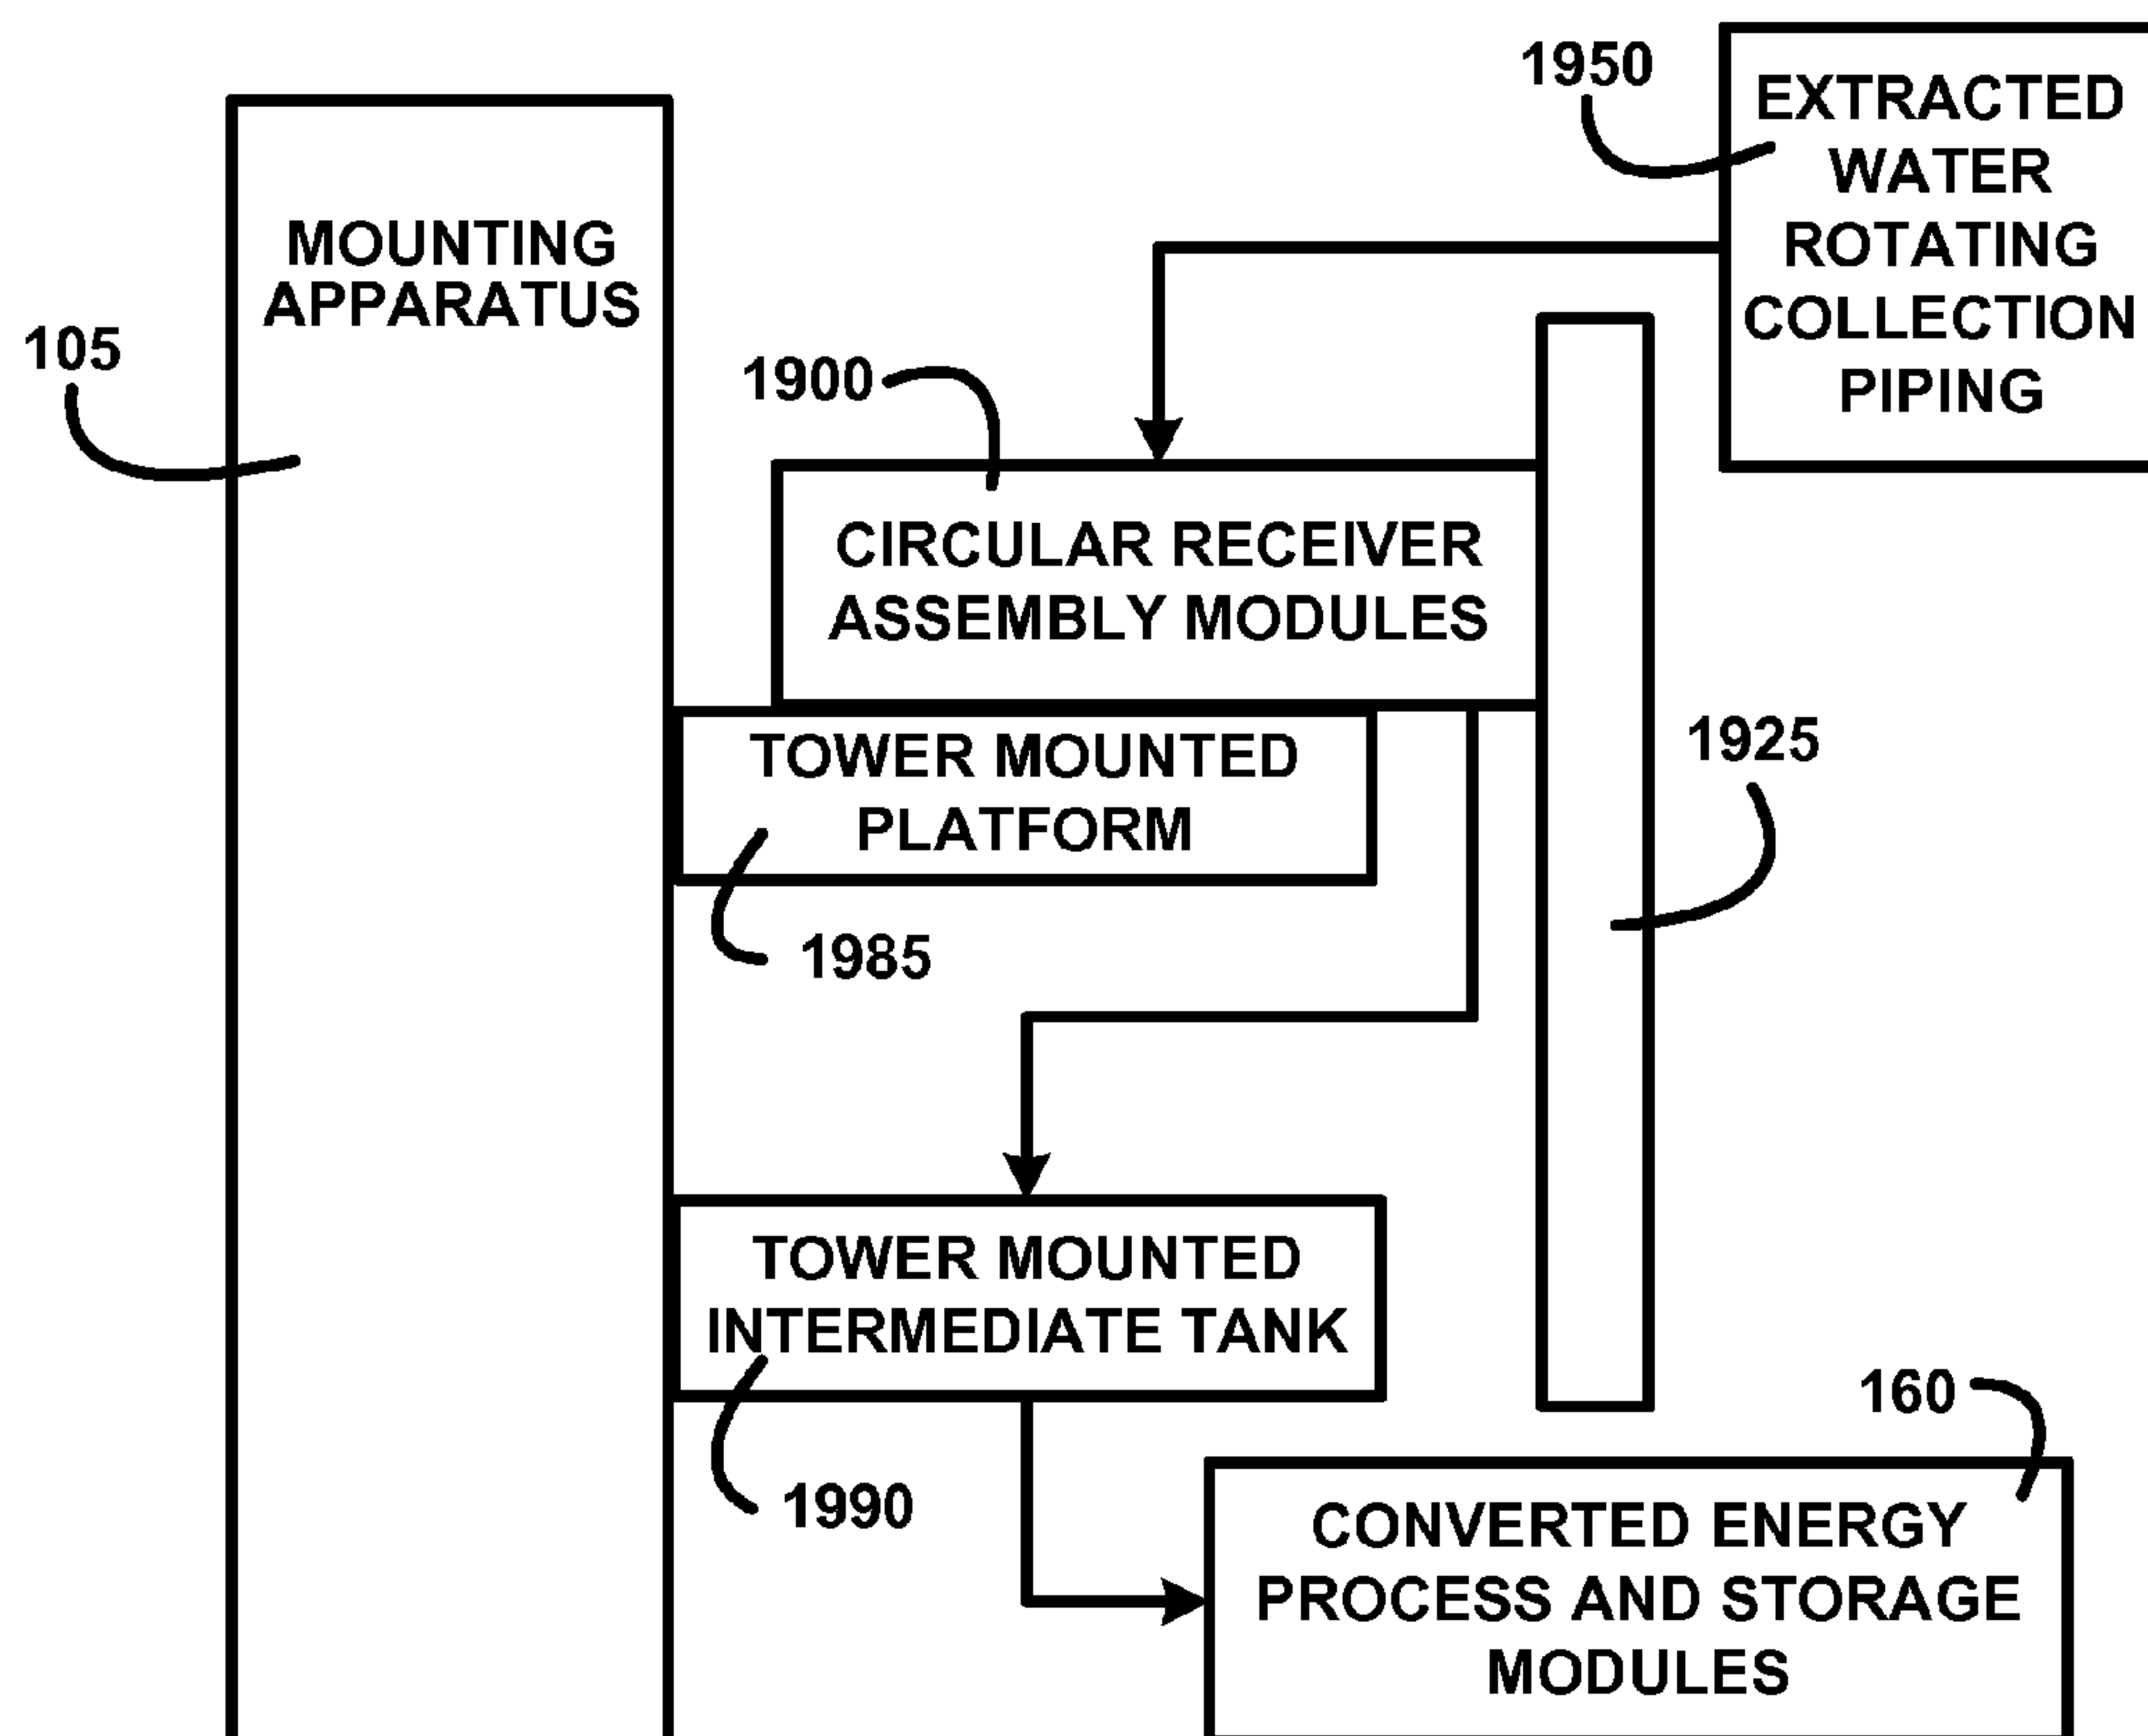 1950
EXTRACTED
WATER
ROTATING
COLLECTION
PIPING
MOUNTING
APPARATUS
105
1900
CIRCULAR RECEIVER
ASSEMBLY MODULES
TOWER MOUNTED
PLATFORM
1925
1985
TOWER MOUNTED
INTERMEDIATE TANK
1990
160
CONVERTED ENERGY
PROCESS AND STORAGE
MODULES